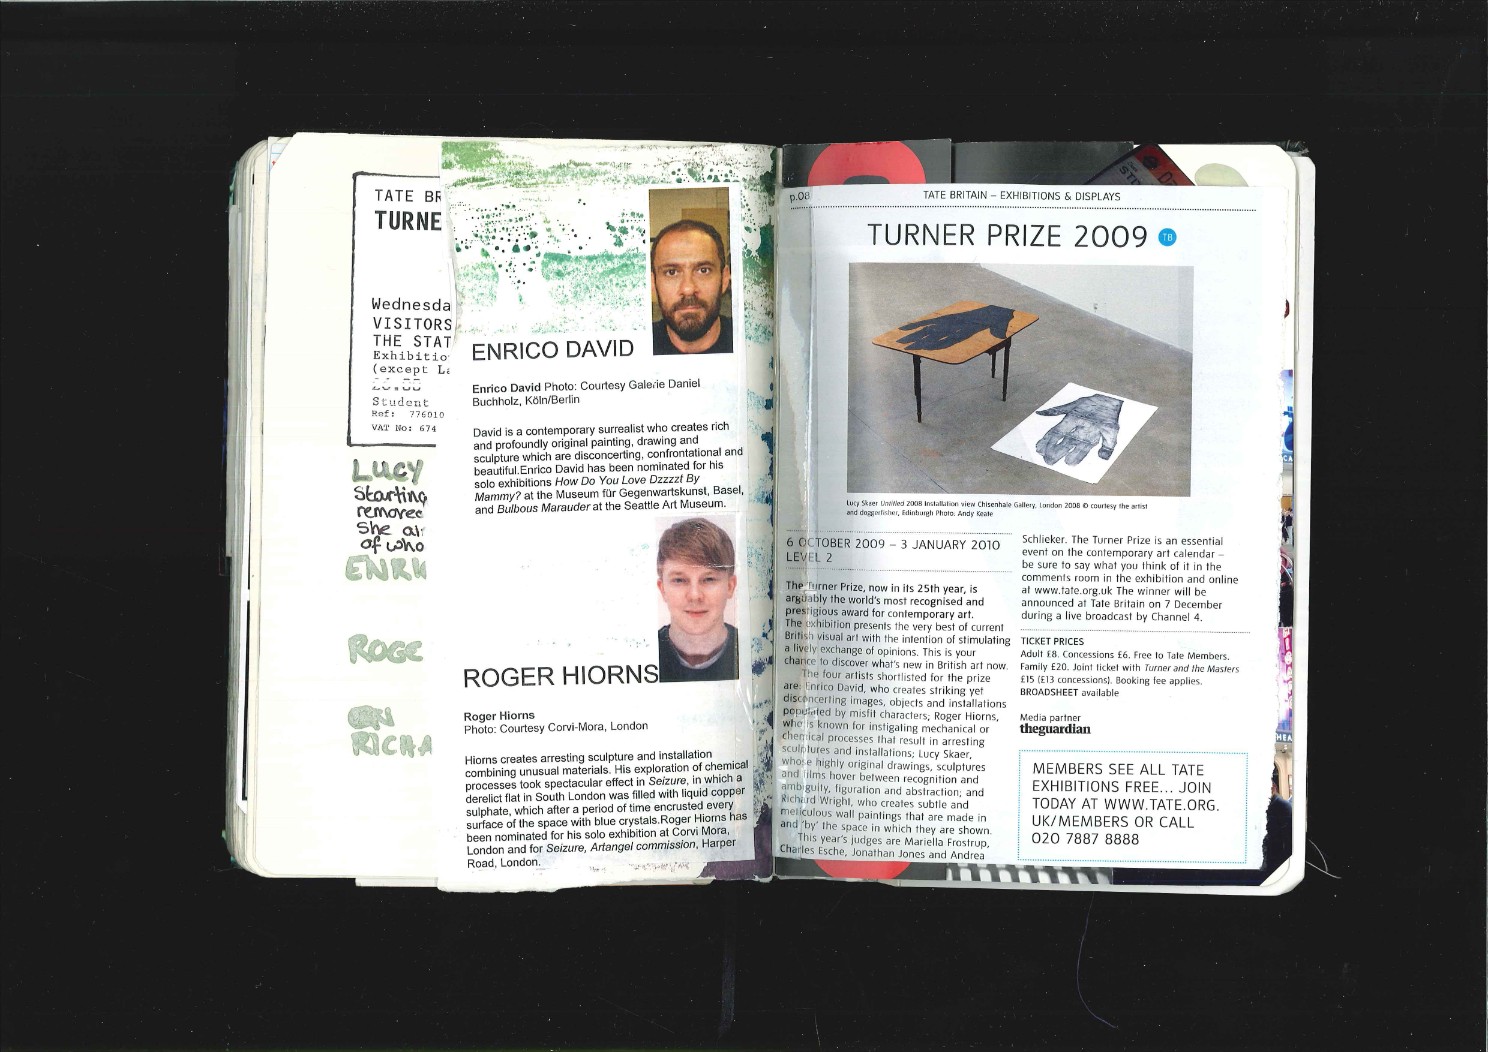 TATE BR
TURNE
Wednesda
VISITORS
THE STAT
Exhibitio
(except La
Student
Ref: 776010
VAT No: 674
LUCY
Starting
removed
She al
of who
ENRI
ROGE
ON
RICHA
ENRICO DAVID
Enrico David Photo: Courtesy Galerie Daniel
Buchholz, Köln/Berlin
David is a contemporary surrealist who creates rich
and profoundly original painting, drawing and
sculpture which are disconcerting, confrontational and
beautiful.Enrico David has been nominated for his
solo exhibitions How Do You Love Dzzzzt By
Mammy? at the Museum für Gegenwartskunst, Basel,
and Bulbous Marauder at the Seattle Art Museum.
ROGER HIORNS
Roger Hiorns
Photo: Courtesy Corvi-Mora, London
Hiorns creates arresting sculpture and installation
combining unusual materials. His exploration of chemical
processes took spectacular effect in Seizure, in which a
derelict flat in South London was filled with liquid copper
sulphate, which after a period of time encrusted every
surface of the space with blue crystals.Roger Hiorns has
been nominated for his solo exhibition at Corvi Mora,
London and for Seizure, Artangel commission, Harper
Road, London.
p.08
TATE BRITAIN – EXHIBITIONS & DISPLAYS
TURNER PRIZE 2009 TB
Lucy Skaer Untitled 2008 Installation view Chisenhale Gallery, London 2008 © courtesy the artist
and doggerfisher, Edinburgh Photo: Andy Keate
6 OCTOBER 2009 – 3 JANUARY 2010
LEVEL 2
The Turner Prize, now in its 25th year, is
arguably the world's most recognised and
prestigious award for contemporary art.
The exhibition presents the very best of current
British visual art with the intention of stimulating
a lively exchange of opinions. This is your
chance to discover what's new in British art now.
The four artists shortlisted for the prize
are: Enrico David, who creates striking yet
disconcerting images, objects and installations
populated by misfit characters; Roger Hiorns,
who is known for instigating mechanical or
chemical processes that result in arresting
sculptures and installations; Lucy Skaer,
whose highly original drawings, sculptures
and films hover between recognition and
ambiguity, figuration and abstraction; and
Richard Wright, who creates subtle and
meticulous wall paintings that are made in
and 'by' the space in which they are shown.
This year's judges are Mariella Frostrup,
Charles Esche, Jonathan Jones and Andrea
Schlieker. The Turner Prize is an essential
event on the contemporary art calendar –
be sure to say what you think of it in the
comments room in the exhibition and online
at www.tate.org.uk The winner will be
announced at Tate Britain on 7 December
during a live broadcast by Channel 4.
TICKET PRICES
Adult £8. Concessions £6. Free to Tate Members.
Family £20. Joint ticket with Turner and the Masters
£15 (£13 concessions). Booking fee applies.
BROADSHEET available
Media partner
theguardian
MEMBERS SEE ALL TATE
EXHIBITIONS FREE... JOIN
TODAY AT WWW.TATE.ORG.
UK/MEMBERS OR CALL
020 7887 8888